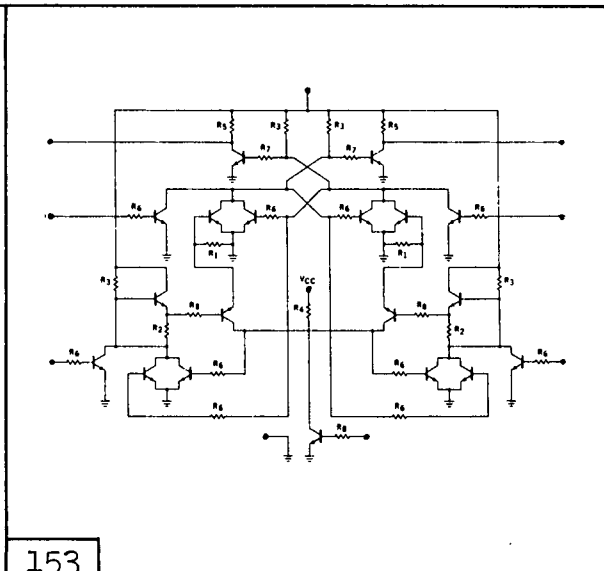 R5 R3 R3 R5
R7 R7
R6 R6 R6 R6
R1 R1
VCC
R3 R3
R8 R4 R8
R2 R2
R6 R6 R6 R6
R6 R6
R8
153